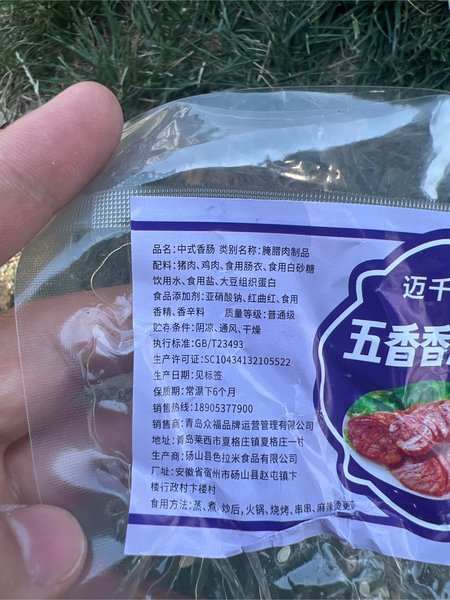 品名:中式香肠 类别名称:腌腊肉制品
配料:猪肉、鸡肉、食用肠衣、食用白砂糖
饮用水、食用盐、大豆组织蛋白
食品添加剂:亚硝酸钠、红曲红、食用
香精、香辛料 质量等级:普通级
贮存条件:阴凉、通风、干燥
执行标准:GB/T23493
生产许可证:SC10434132105522
生产日期:见标签
保质期:常温下6个月
销售热线:18905377900
销售商:青岛众福品牌运营管理有限公司
地址:青岛莱西市夏格庄镇夏格庄一村
生产商:砀山县色拉米食品有限公司
厂址:安徽省宿州市砀山县赵屯镇卞
楼行政村卞楼村
食用方法:蒸、煮、炒后,火锅、烧烤、串串、麻辣烫更
迈千
五香香